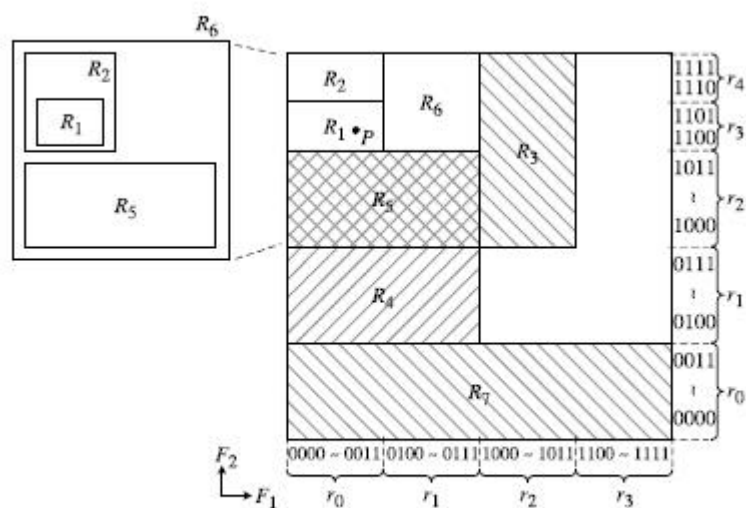 R6
R2
R1
R5
R2
R6
R1 P
R3
R5
R4
R7
1111
1110
r4
1101
1100
r3
1011
~
1000
r2
0111
~
0100
r1
0011
~
0000
r0
F2
F1
0000 ~ 0011 0100 ~ 0111 1000 ~ 1011 1100 ~ 1111
r0 r1 r2 r3